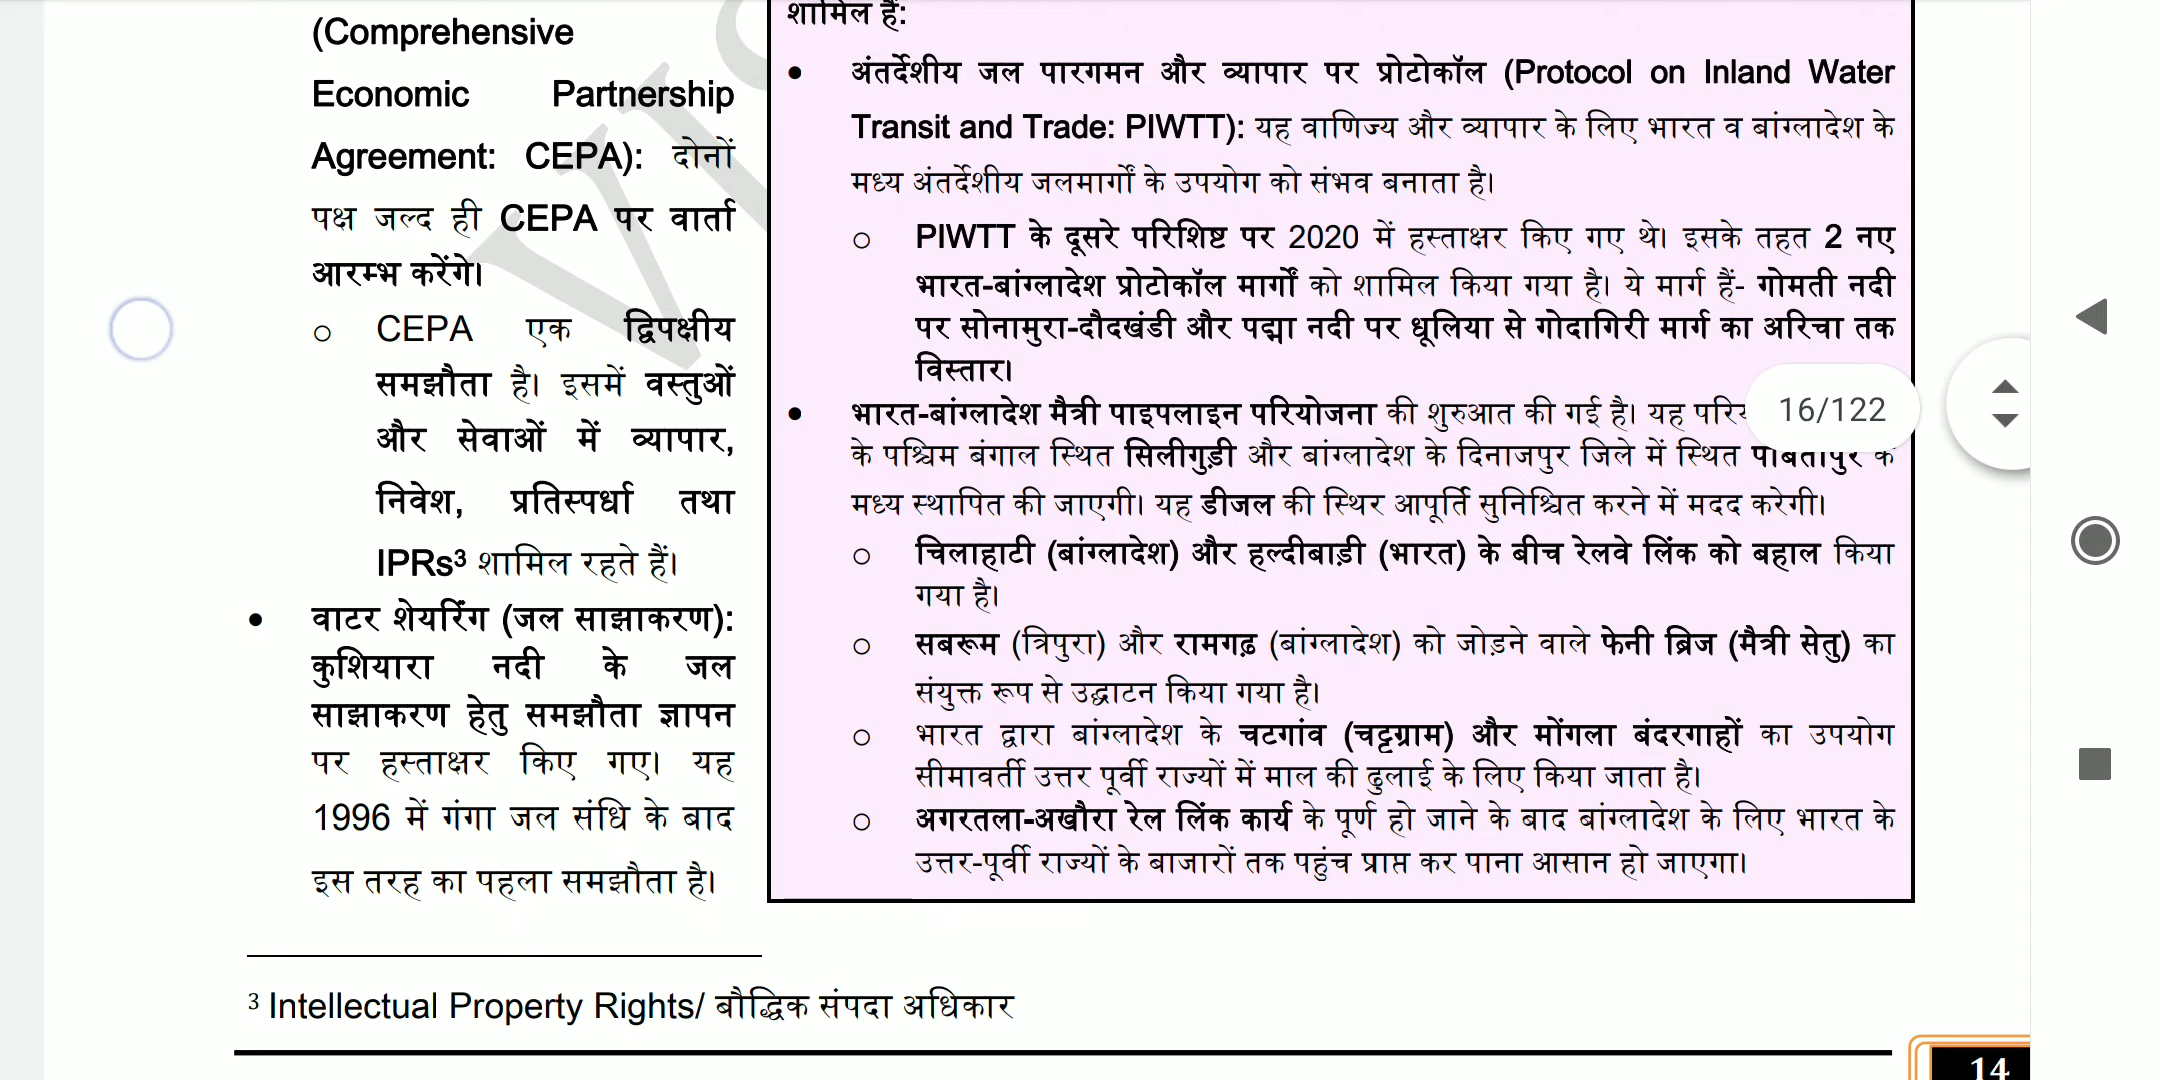 (Comprehensive
Economic Partnership
Agreement: CEPA): दोनों
पक्ष जल्द ही CEPA पर वार्ता
आरम्भ करेंगे।
○ CEPA एक द्विपक्षीय
समझौता है। इसमें वस्तुओं
और सेवाओं में व्यापार,
निवेश, प्रतिस्पर्धा तथा
IPRs³ शामिल रहते हैं।
● वाटर शेयरिंग (जल साझाकरण):
कुशियारा नदी के जल
साझाकरण हेतु समझौता ज्ञापन
पर हस्ताक्षर किए गए। यह
1996 में गंगा जल संधि के बाद
इस तरह का पहला समझौता है।
शामिल हैं:
● अंतर्देशीय जल पारगमन और व्यापार पर प्रोटोकॉल (Protocol on Inland Water
Transit and Trade: PIWTT): यह वाणिज्य और व्यापार के लिए भारत व बांग्लादेश के
मध्य अंतर्देशीय जलमार्गों के उपयोग को संभव बनाता है।
○ PIWTT के दूसरे परिशिष्ट पर 2020 में हस्ताक्षर किए गए थे। इसके तहत 2 नए
भारत-बांग्लादेश प्रोटोकॉल मार्गों को शामिल किया गया है। ये मार्ग हैं- गोमती नदी
पर सोनामुरा-दौदखंडी और पद्मा नदी पर धूलिया से गोदागिरी मार्ग का अरिचा तक
विस्तार।
● भारत-बांग्लादेश मैत्री पाइपलाइन परियोजना की शुरुआत की गई है। यह
के पश्चिम बंगाल स्थित सिलीगुड़ी और बांग्लादेश के दिनाजपुर जिले में स्थित पार्बतीपुर के
मध्य स्थापित की जाएगी। यह डीजल की स्थिर आपूर्ति सुनिश्चित करने में मदद करेगी।
○ चिलाहाटी (बांग्लादेश) और हल्दीबाड़ी (भारत) के बीच रेलवे लिंक को बहाल किया
गया है।
○ सबरूम (त्रिपुरा) और रामगढ़ (बांग्लादेश) को जोड़ने वाले फेनी ब्रिज (मैत्री सेतु) का
संयुक्त रूप से उद्घाटन किया गया है।
○ भारत द्वारा बांग्लादेश के चटगांव (चट्टग्राम) और मोंगला बंदरगाहों का उपयोग
सीमावर्ती उत्तर पूर्वी राज्यों में माल की ढुलाई के लिए किया जाता है।
○ अगरतला-अखौरा रेल लिंक कार्य के पूर्ण हो जाने के बाद बांग्लादेश के लिए भारत के
उत्तर-पूर्वी राज्यों के बाजारों तक पहुंच प्राप्त कर पाना आसान हो जाएगा।
16/122
³ Intellectual Property Rights/ बौद्धिक संपदा अधिकार
14